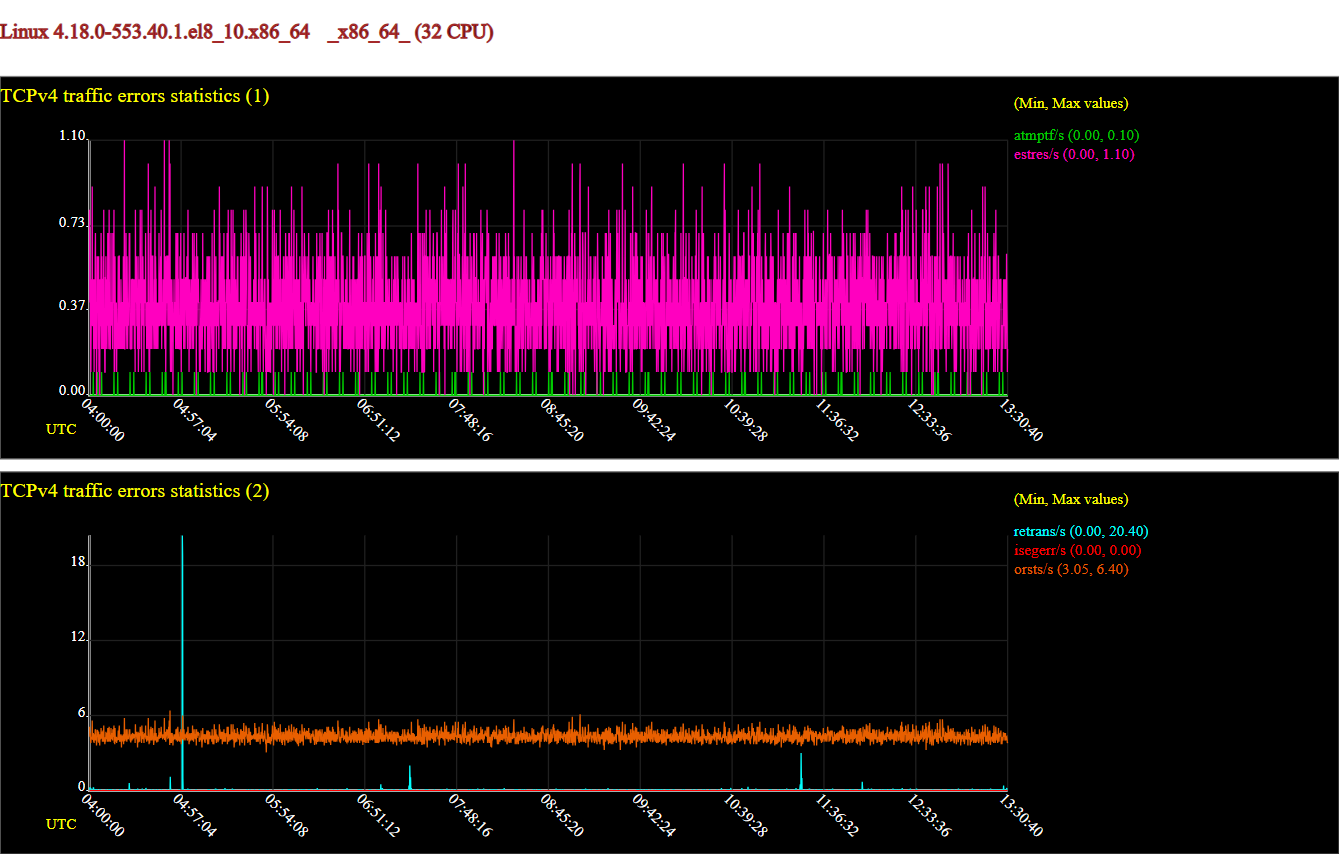 Linux 4.18.0-553.40.1.el8_10.x86_64 _x86_64_ (32 CPU)
TCPv4 traffic errors statistics (1)
(Min, Max values)
atmptf/s (0.00, 0.10)
estres/s (0.00, 1.10)
1.10
0.73
0.37
0.00
04:00:00 04:57:04 05:54:08 06:51:12 07:48:16 08:45:20 09:42:24 10:39:28 11:36:32 12:33:36 13:30:40
UTC
TCPv4 traffic errors statistics (2)
(Min, Max values)
retrans/s (0.00, 20.40)
isegerr/s (0.00, 0.00)
orsts/s (3.05, 6.40)
18
12
6
0
04:00:00 04:57:04 05:54:08 06:51:12 07:48:16 08:45:20 09:42:24 10:39:28 11:36:32 12:33:36 13:30:40
UTC